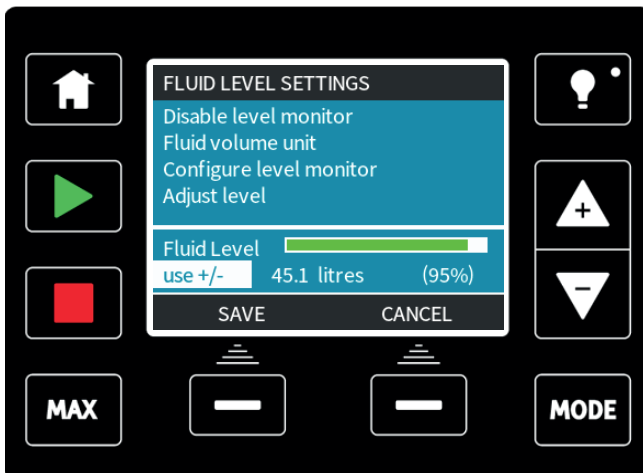 FLUID LEVEL SETTINGS
Disable level monitor
Fluid volume unit
Configure level monitor
Adjust level
+
Fluid Level
use +/- 45.1 litres (95%)
SAVE CANCEL
MAX
MODE